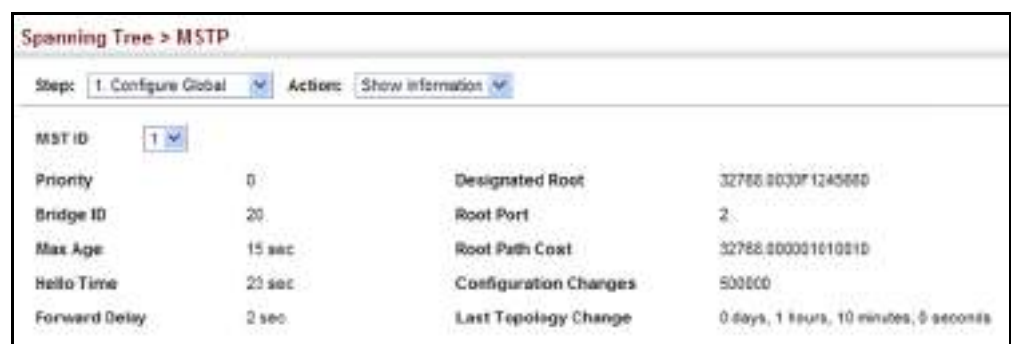 Spanning Tree > MSTP
Step: 1. Configure Global Action: Show Information
MST ID 1
Priority 0 Designated Root 32768.0030F1245660
Bridge ID 20 Root Port 2
Max Age 15 sec Root Path Cost 32768.000001010010
Hello Time 23 sec Configuration Changes 500000
Forward Delay 2 sec Last Topology Change 0 days, 1 hours, 10 minutes, 0 seconds